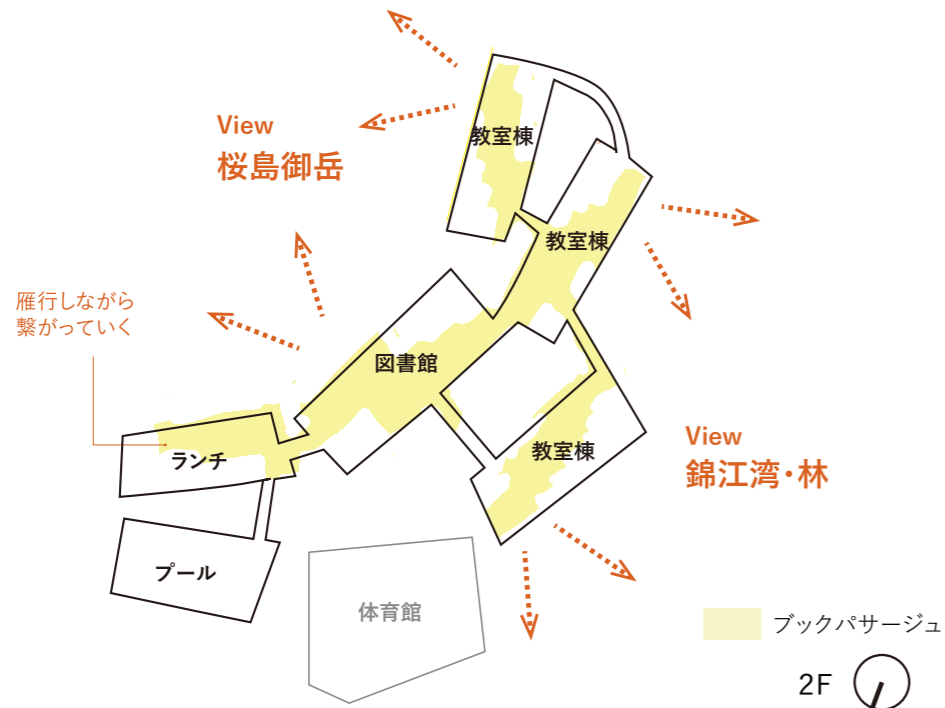 View
桜島御岳
教室棟
教室棟
雁行しながら
繋がっていく
図書館
ランチ
教室棟
View
錦江湾・林
プール
体育館
ブックパサージュ
2F